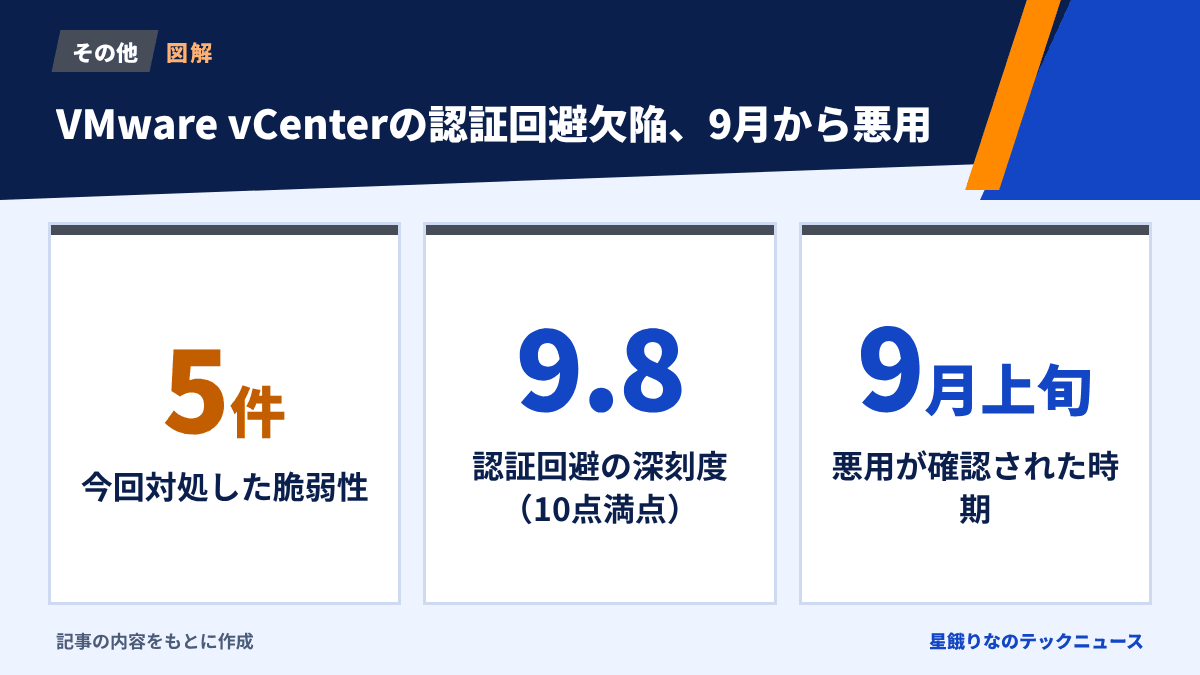 その他 図解
VMware vCenterの認証回避欠陥、9月から悪用
5件
今回対処した脆弱性
9.8
認証回避の深刻度
（10点満点）
9月上旬
悪用が確認された時
期
記事の内容をもとに作成
星餓りなのテックニュース